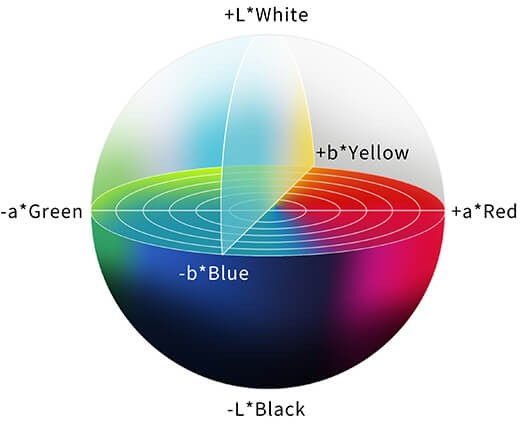 +L*White
+b*Yellow
-a*Green
+a*Red
-b*Blue
-L*Black